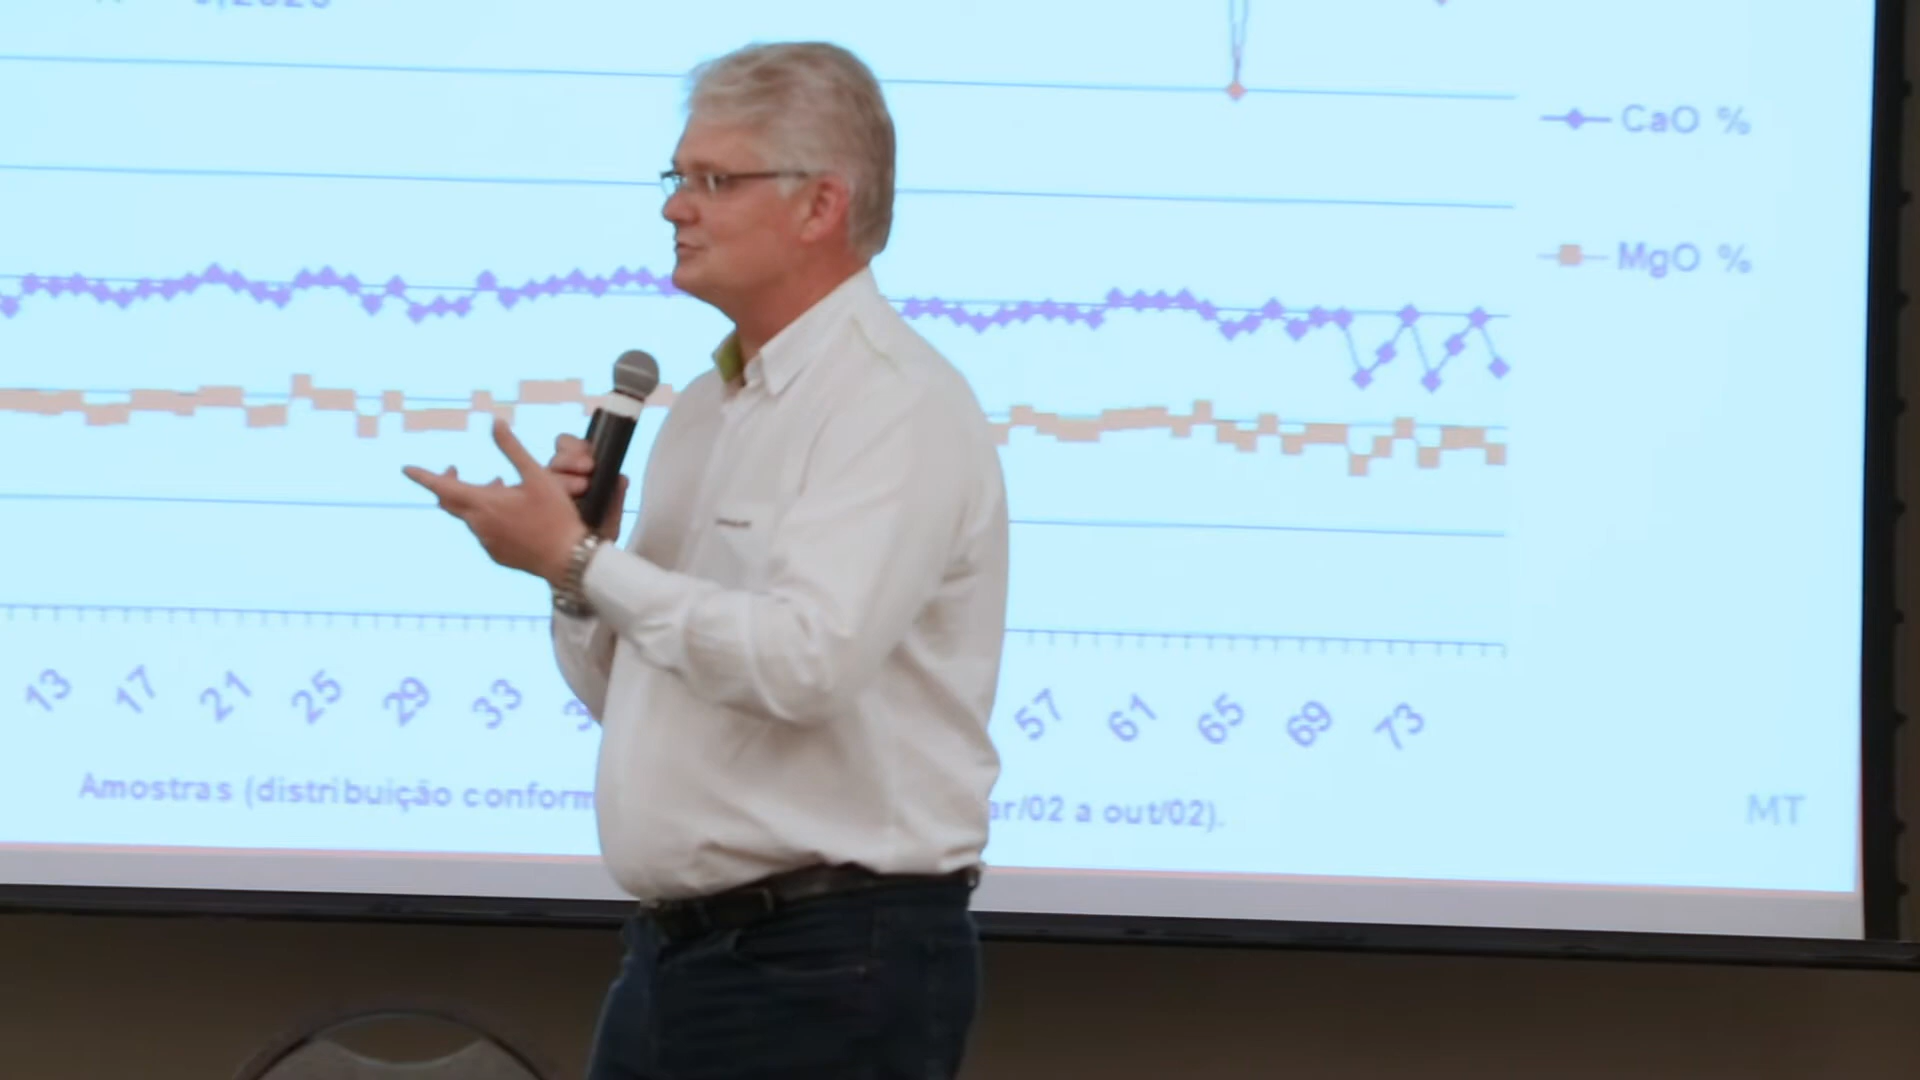 CaO %
MgO %
13 17 21 25 29 33 57 61 65 69 73
Amostras (distribuição conform ar/02 a out/02).
MT